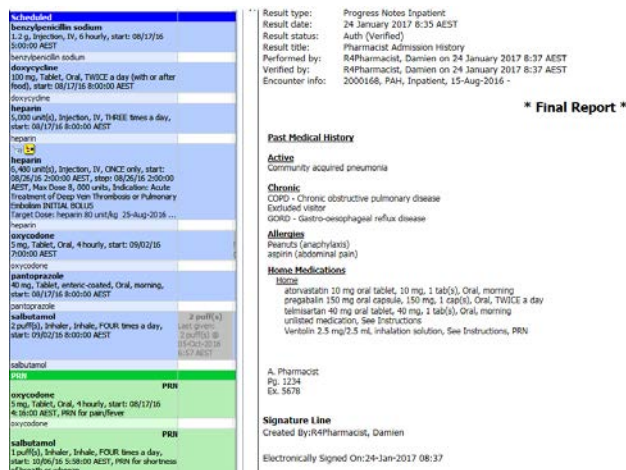 Scheduled
benzylpenicillin sodium
1.2 g, Injection, IV, 6 hourly, start: 08/17/16
5:00:00 AEST
benzylpenicillin sodium
doxycycline
100 mg, Tablet, Oral, TWICE a day (with or after
food), start: 08/17/16 8:00:00 AEST
doxycycline
heparin
5,000 unit(s), Injection, IV, THREE times a day,
start: 08/17/16 8:00:00 AEST
heparin
heparin
6,480 unit(s), Injection, IV, ONCE only, start:
08/26/16 2:00:00 AEST, stop: 08/26/16 2:00:00
AEST, Max Dose 8, 000 units, Indication: Acute
Treatment of Deep Vein Thrombosis or Pulmonary
Embolism INITIAL BOLUS
Target Dose: heparin 80 unit/kg 25-Aug-2016 ...
heparin
oxycodone
5 mg, Tablet, Oral, 4 hourly, start: 09/02/16
7:00:00 AEST
oxycodone
pantoprazole
40 mg, Tablet, enteric-coated, Oral, morning,
start: 08/17/16 8:00:00 AEST
pantoprazole
salbutamol
2 puff(s), Inhaler, Inhale, FOUR times a day,
start: 09/02/16 8:00:00 AEST
2 puff(s)
Last given:
2 puff(s) @
05-Oct-2016
6:57 AEST
salbutamol
PRN
PRN
oxycodone
5 mg, Tablet, Oral, 4 hourly, start: 08/17/16
4:16:00 AEST, PRN for pain/fever
oxycodone
PRN
salbutamol
1 puff(s), Inhaler, Inhale, FOUR times a day,
start: 10/06/16 5:58:00 AEST, PRN for shortness
Result type: Progress Notes Inpatient
Result date: 24 January 2017 8:35 AEST
Result status: Auth (Verified)
Result title: Pharmacist Admission History
Performed by: R4Pharmacist, Damien on 24 January 2017 8:37 AEST
Verified by: R4Pharmacist, Damien on 24 January 2017 8:37 AEST
Encounter info: 2000168, PAH, Inpatient, 15-Aug-2016 -
* Final Report *
Past Medical History
Active
Community acquired pneumonia
Chronic
COPD - Chronic obstructive pulmonary disease
Excluded visitor
GORD - Gastro-oesophageal reflux disease
Allergies
Peanuts (anaphylaxis)
aspirin (abdominal pain)
Home Medications
Home
atorvastatin 10 mg oral tablet, 10 mg, 1 tab(s), Oral, morning
pregabalin 150 mg oral capsule, 150 mg, 1 cap(s), Oral, TWICE a day
telmisartan 40 mg oral tablet, 40 mg, 1 tab(s), Oral, morning
unlisted medication, See Instructions
Ventolin 2.5 mg/2.5 mL inhalation solution, See Instructions, PRN
A. Pharmacist
Pg. 1234
Ex. 5678
Signature Line
Created By:R4Pharmacist, Damien
Electronically Signed On:24-Jan-2017 08:37